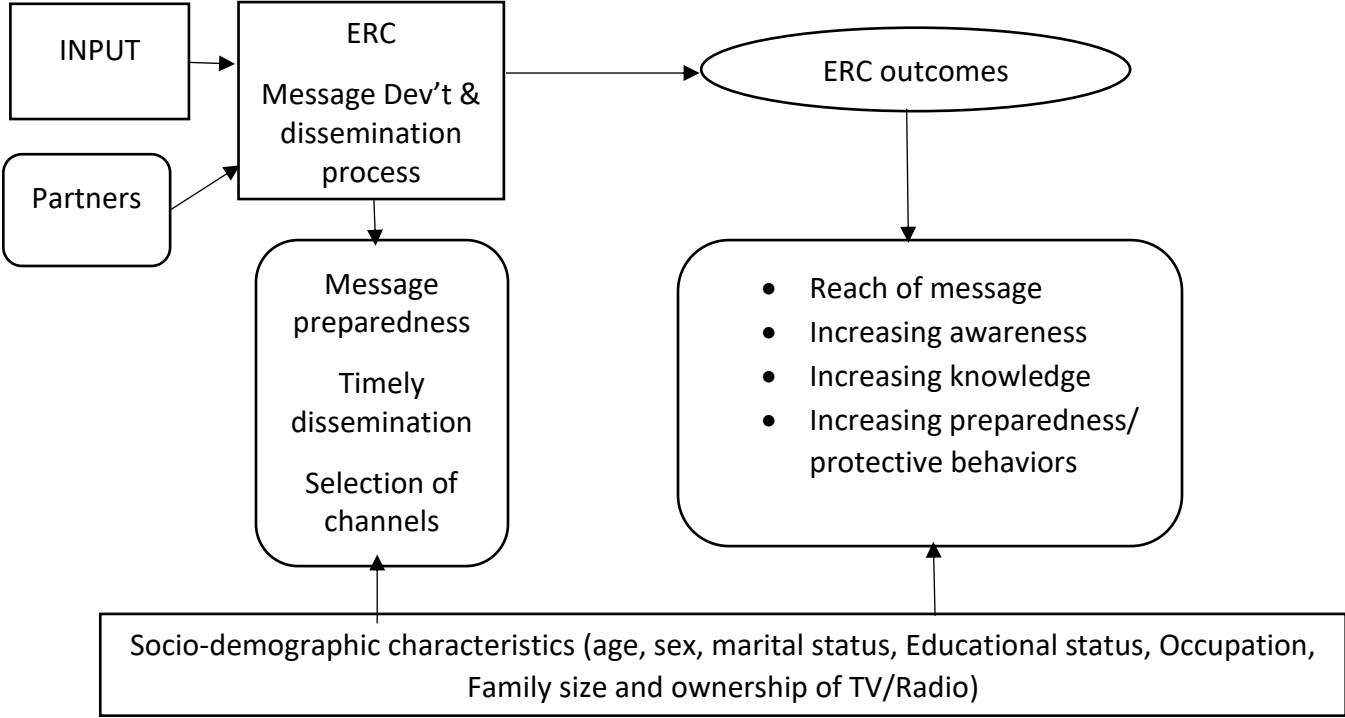 INPUT
ERC
Message Dev’t &
dissemination
process
ERC outcomes
Partners
Message
preparedness
Timely
dissemination
Selection of
channels
• Reach of message
• Increasing awareness
• Increasing knowledge
• Increasing preparedness/
protective behaviors
Socio-demographic characteristics (age, sex, marital status, Educational status, Occupation,
Family size and ownership of TV/Radio)